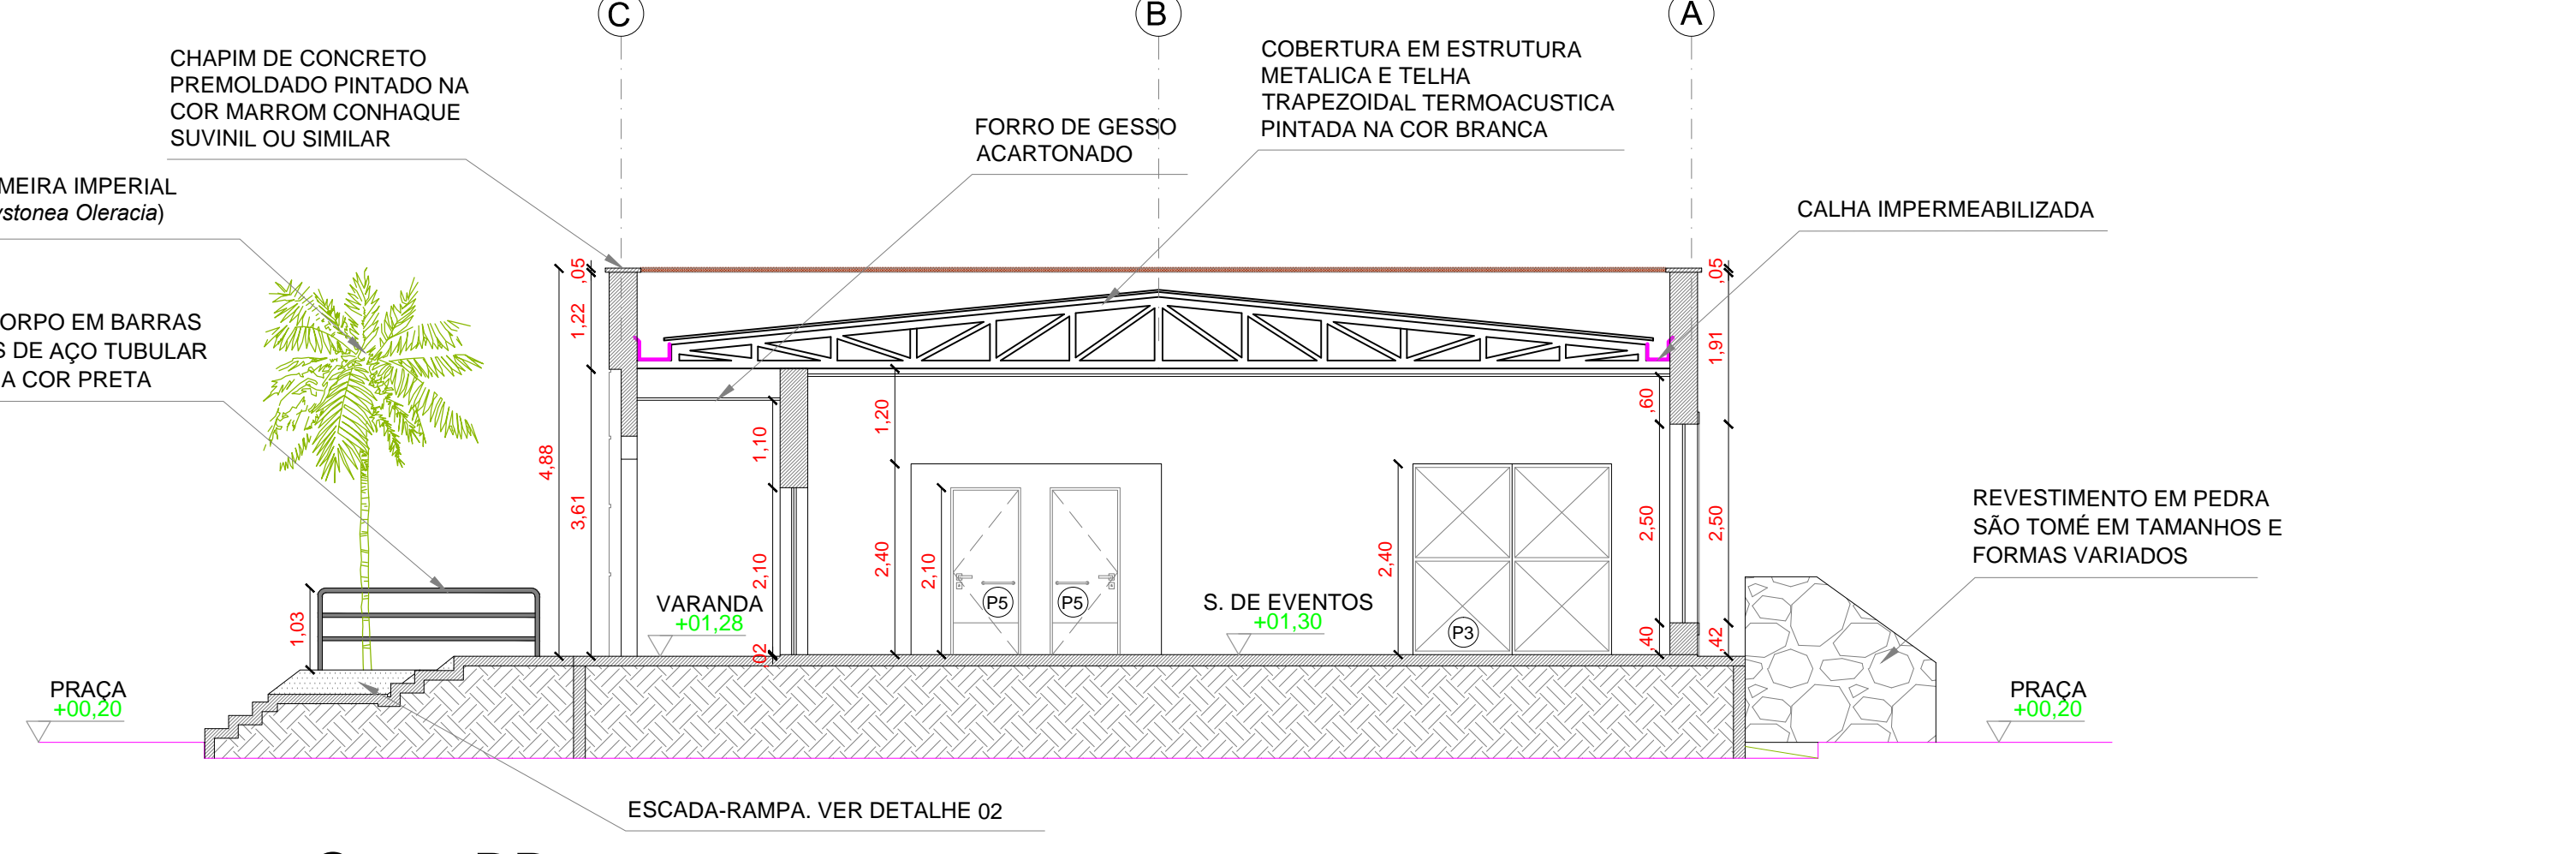 C
B
A
CHAPIM DE CONCRETO
PREMOLDADO PINTADO NA
COR MARROM CONHAQUE
SUVINIL OU SIMILAR
COBERTURA EM ESTRUTURA
METALICA E TELHA
TRAPEZOIDAL TERMOACUSTICA
PINTADA NA COR BRANCA
FORRO DE GESSO
ACARTONADO
MEIRA IMPERIAL
ystonea Oleracia)
CALHA IMPERMEABILIZADA
ORPO EM BARRAS
S DE AÇO TUBULAR
A COR PRETA
,05
1,22
4,88
3,61
1,03
1,10
2,10
,02
1,20
2,40
2,10
2,40
,60
2,50
,40
,05
1,91
2,50
,42
REVESTIMENTO EM PEDRA
SÃO TOMÉ EM TAMANHOS E
FORMAS VARIADOS
VARANDA
+01,28
P5
P5
S. DE EVENTOS
+01,30
P3
PRAÇA
+00,20
PRAÇA
+00,20
ESCADA-RAMPA. VER DETALHE 02